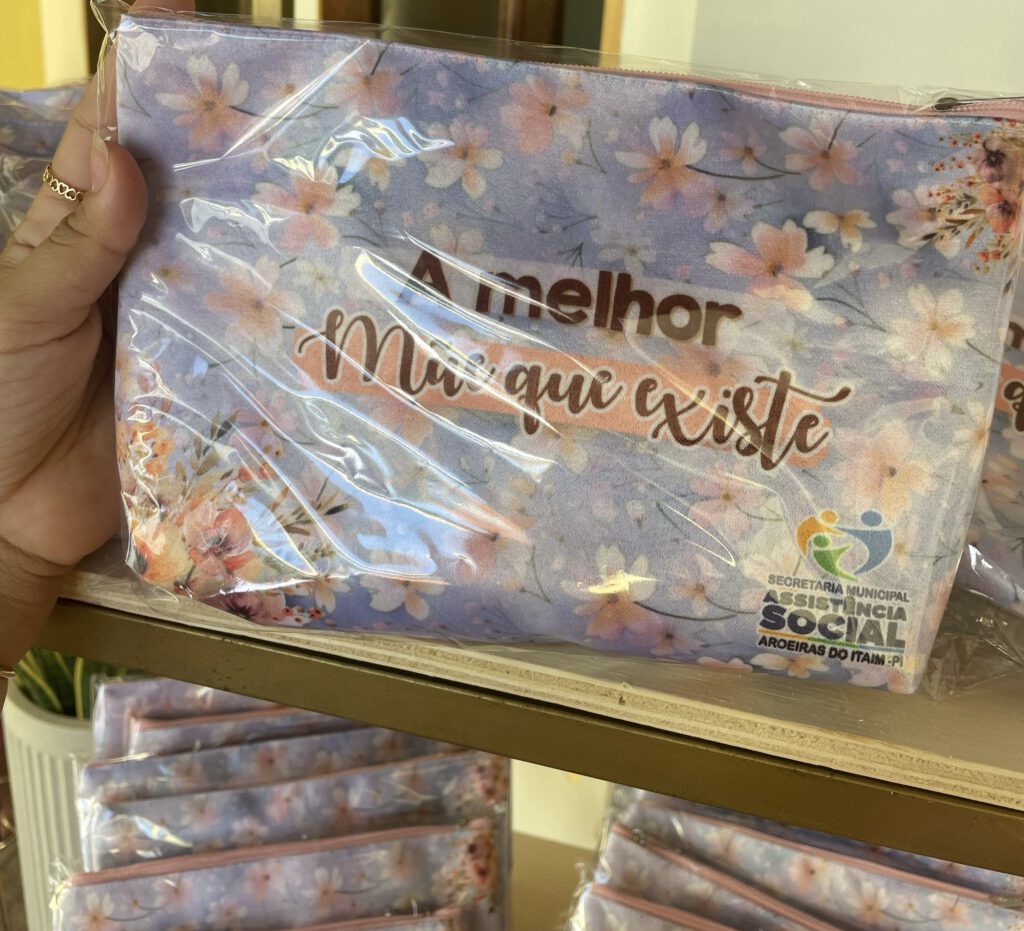 A melhor
Mãe que existe
SECRETARIA MUNICIPAL
ASSISTÊNCIA
SOCIAL
AROEIRAS DO ITAIM -PI